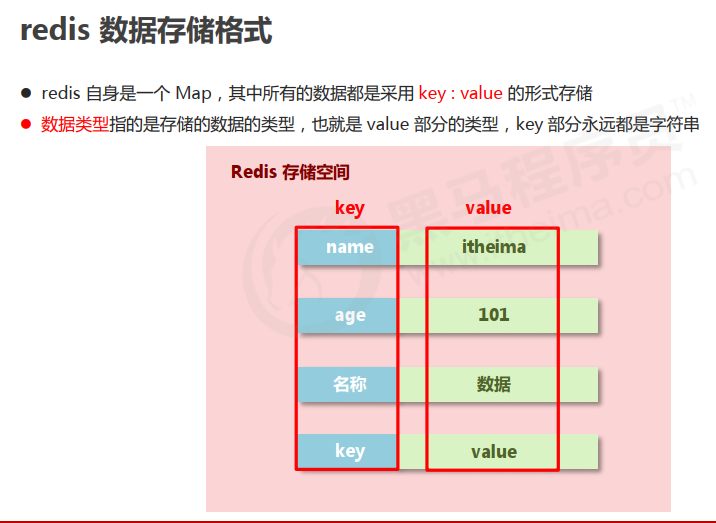 redis 数据存储格式
● redis 自身是一个 Map，其中所有的数据都是采用 key : value 的形式存储
● 数据类型指的是存储的数据的类型，也就是 value 部分的类型，key 部分永远都是字符串
Redis 存储空间
key value
name itheima
age 101
名称 数据
key value
黑马程序员TM
www.itheima.com